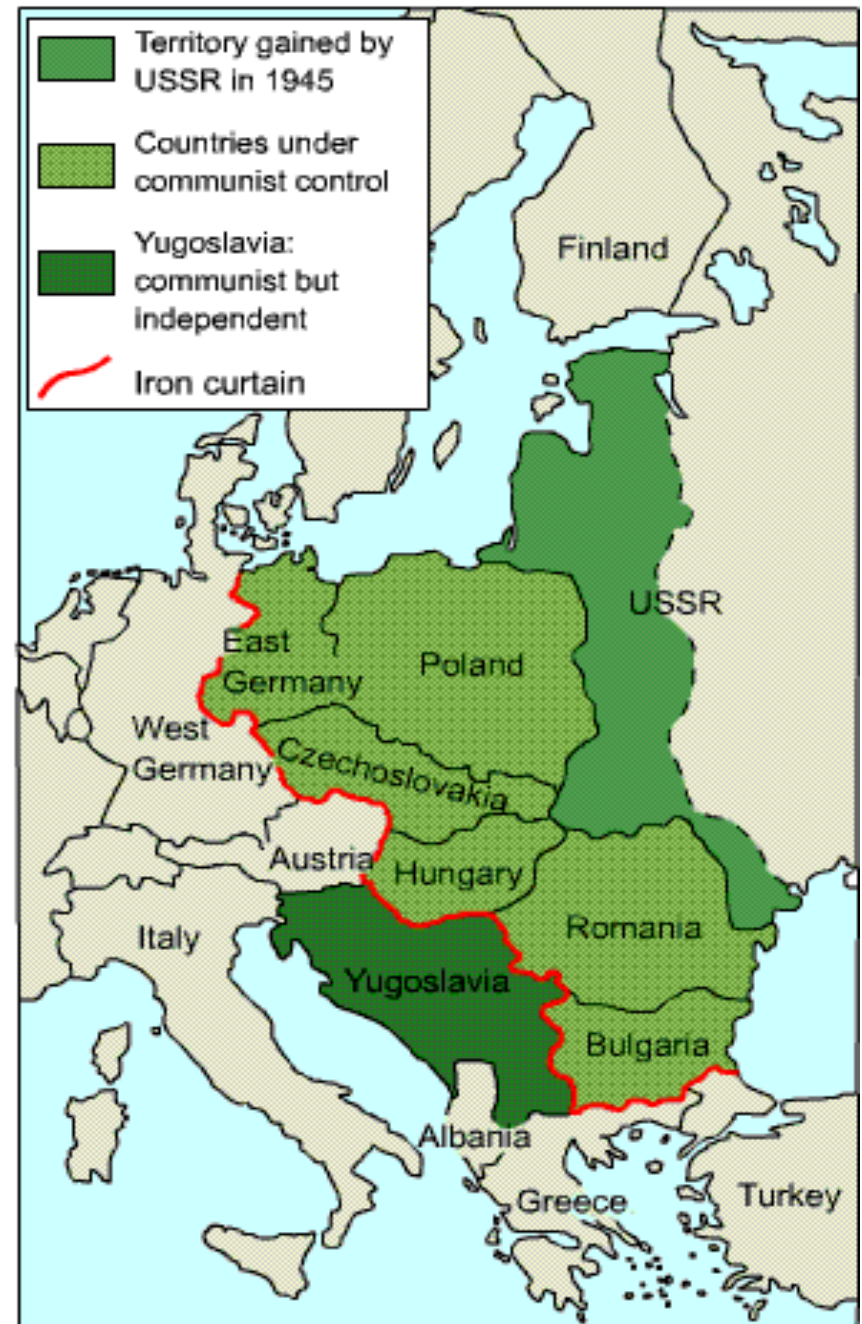 Territory gained by
USSR in 1945
Countries under
communist control
Yugoslavia:
communist but
independent
Iron curtain
Finland
USSR
East
Germany
Poland
West
Germany
Czechoslovakia
Austria
Hungary
Italy
Romania
Yugoslavia
Bulgaria
Albania
Greece
Turkey